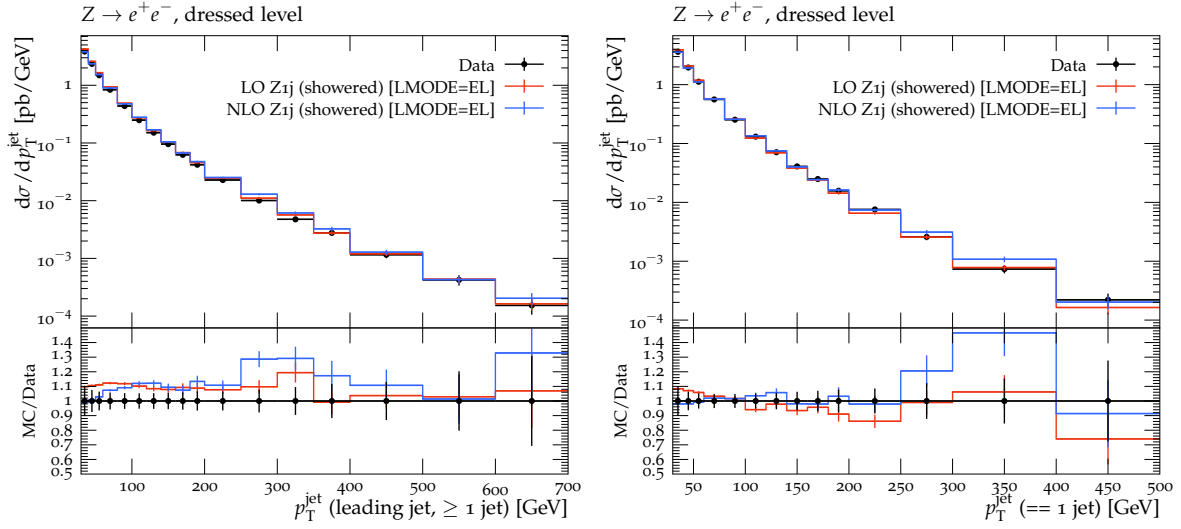 Z → e⁺e⁻, dressed level
dσ/dp_T^jet [pb/GeV]
1
10⁻¹
10⁻²
10⁻³
10⁻⁴
Data
LO Z1j (showered) [LMODE=EL]
NLO Z1j (showered) [LMODE=EL]
MC/Data
1.4
1.3
1.2
1.1
1
0.9
0.8
0.7
0.6
0.5
100 200 300 400 500 600 700
p_T^jet (leading jet, ≥ 1 jet) [GeV]
Z → e⁺e⁻, dressed level
dσ/dp_T^jet [pb/GeV]
1
10⁻¹
10⁻²
10⁻³
10⁻⁴
Data
LO Z1j (showered) [LMODE=EL]
NLO Z1j (showered) [LMODE=EL]
MC/Data
1.4
1.3
1.2
1.1
1
0.9
0.8
0.7
0.6
0.5
50 100 150 200 250 300 350 400 450 500
p_T^jet (== 1 jet) [GeV]